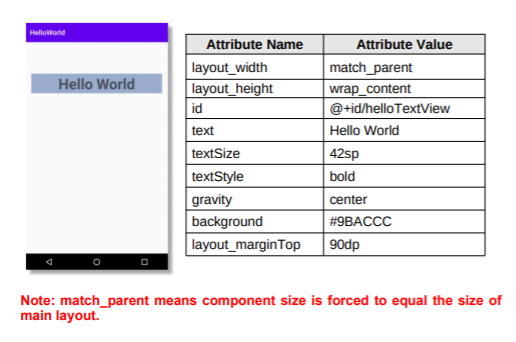 HelloWorld
Hello World
Attribute Name Attribute Value
layout_width match_parent
layout_height wrap_content
id @+id/helloTextView
text Hello World
textSize 42sp
textStyle bold
gravity center
background #9BACCC
layout_marginTop 90dp
Note: match_parent means component size is forced to equal the size of
main layout.